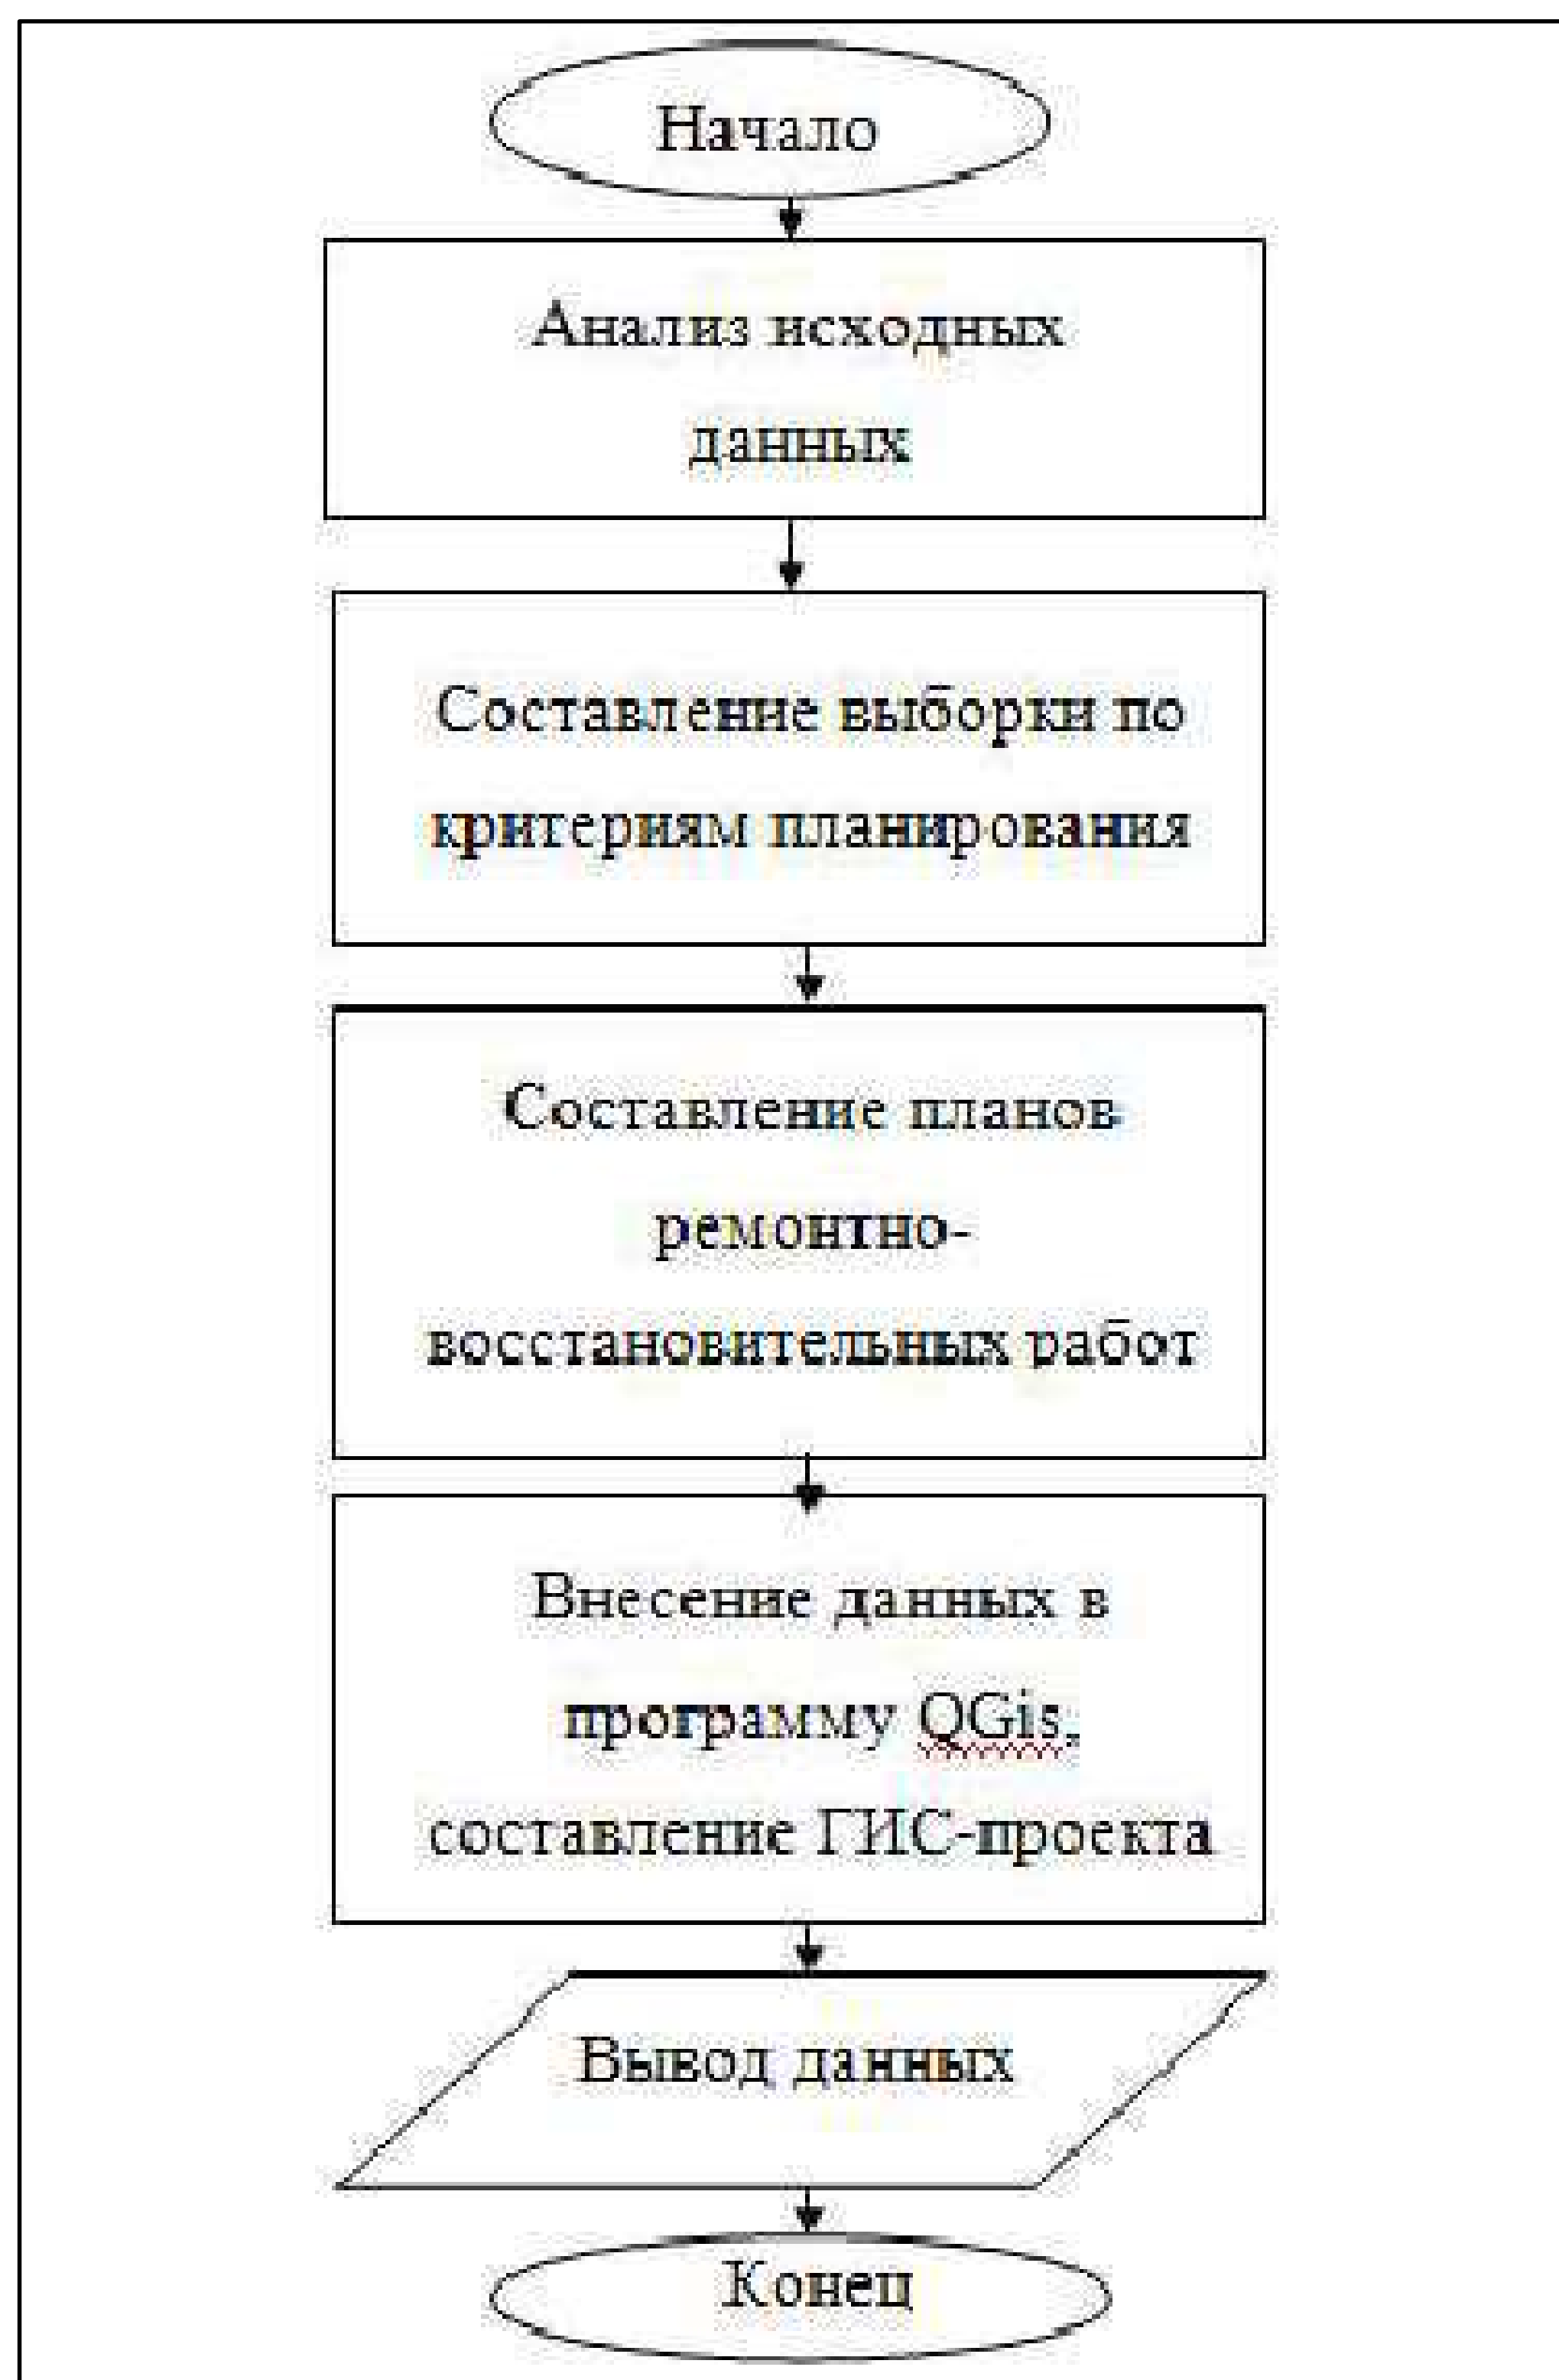 Начало
Анализ исходных
данных
Составление выборки по
критериям планирования
Составление планов
ремонтно-
восстановительных работ
Внесение данных в
программу QGis,
составление ГИС-проекта
Вывод данных
Конец